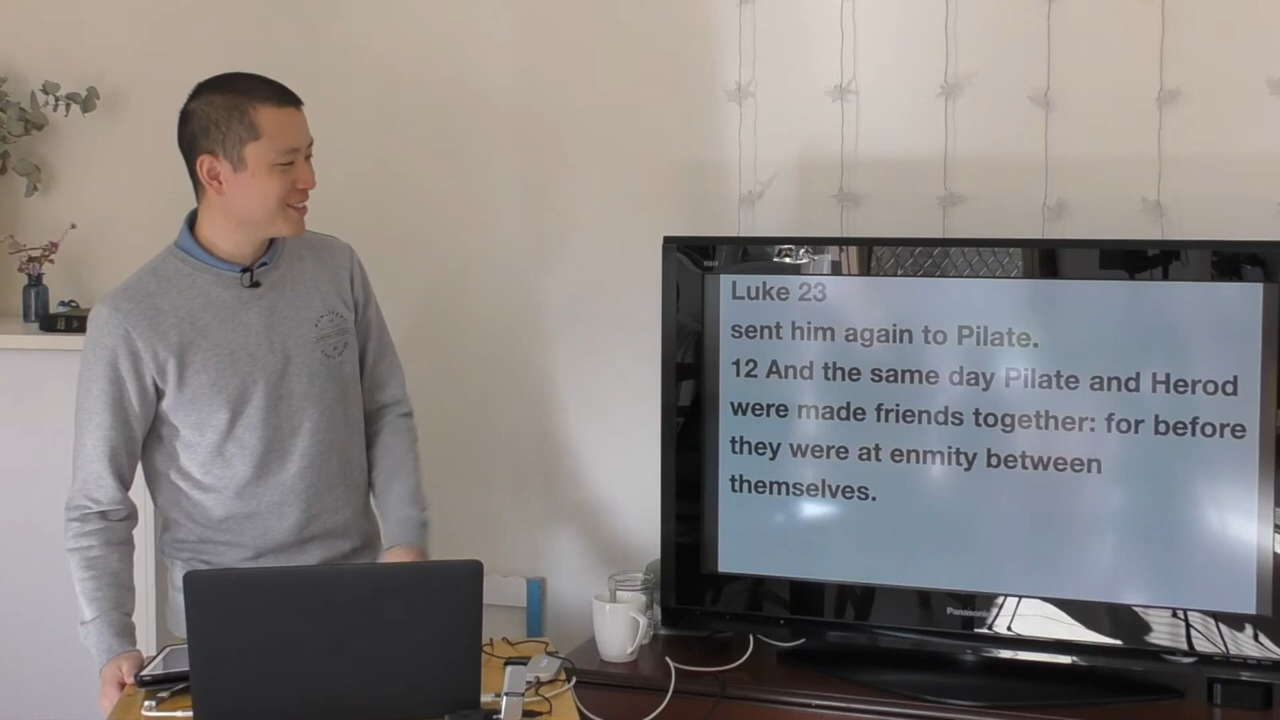 Luke 23
sent him again to Pilate.
12 And the same day Pilate and Herod
were made friends together: for before
they were at enmity between
themselves.
Panasonic